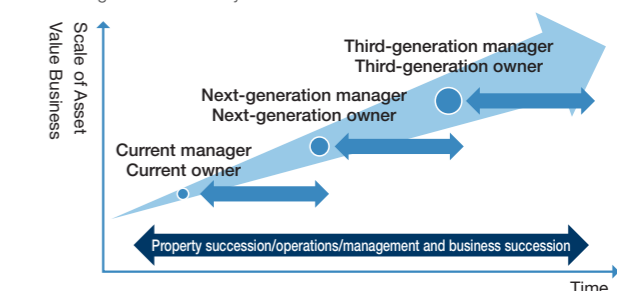 Third-generation manager
Third-generation owner
Next-generation manager
Next-generation owner
Current manager
Current owner
Scale of Asset
Value Business
Property succession/operations/management and business succession
Time